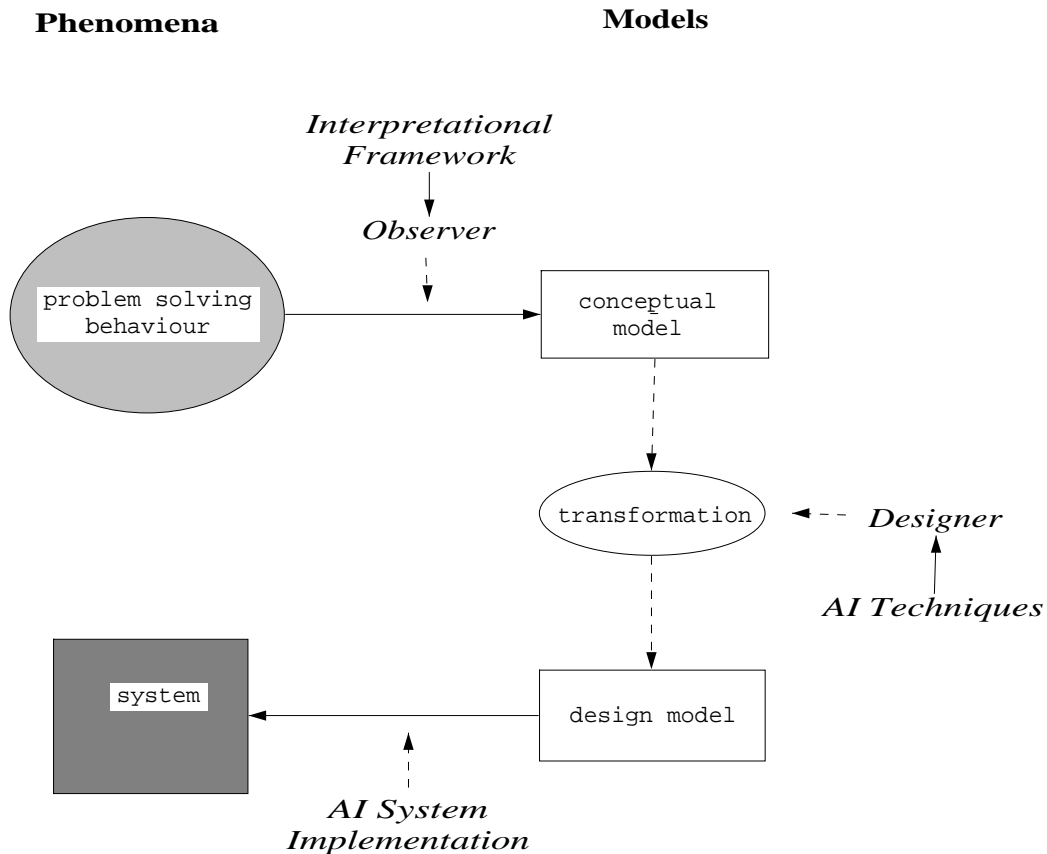 Phenomena
Models
Interpretational
Framework
Observer
problem solving
behaviour
conceptual
model
transformation
Designer
AI Techniques
system
design model
AI System
Implementation